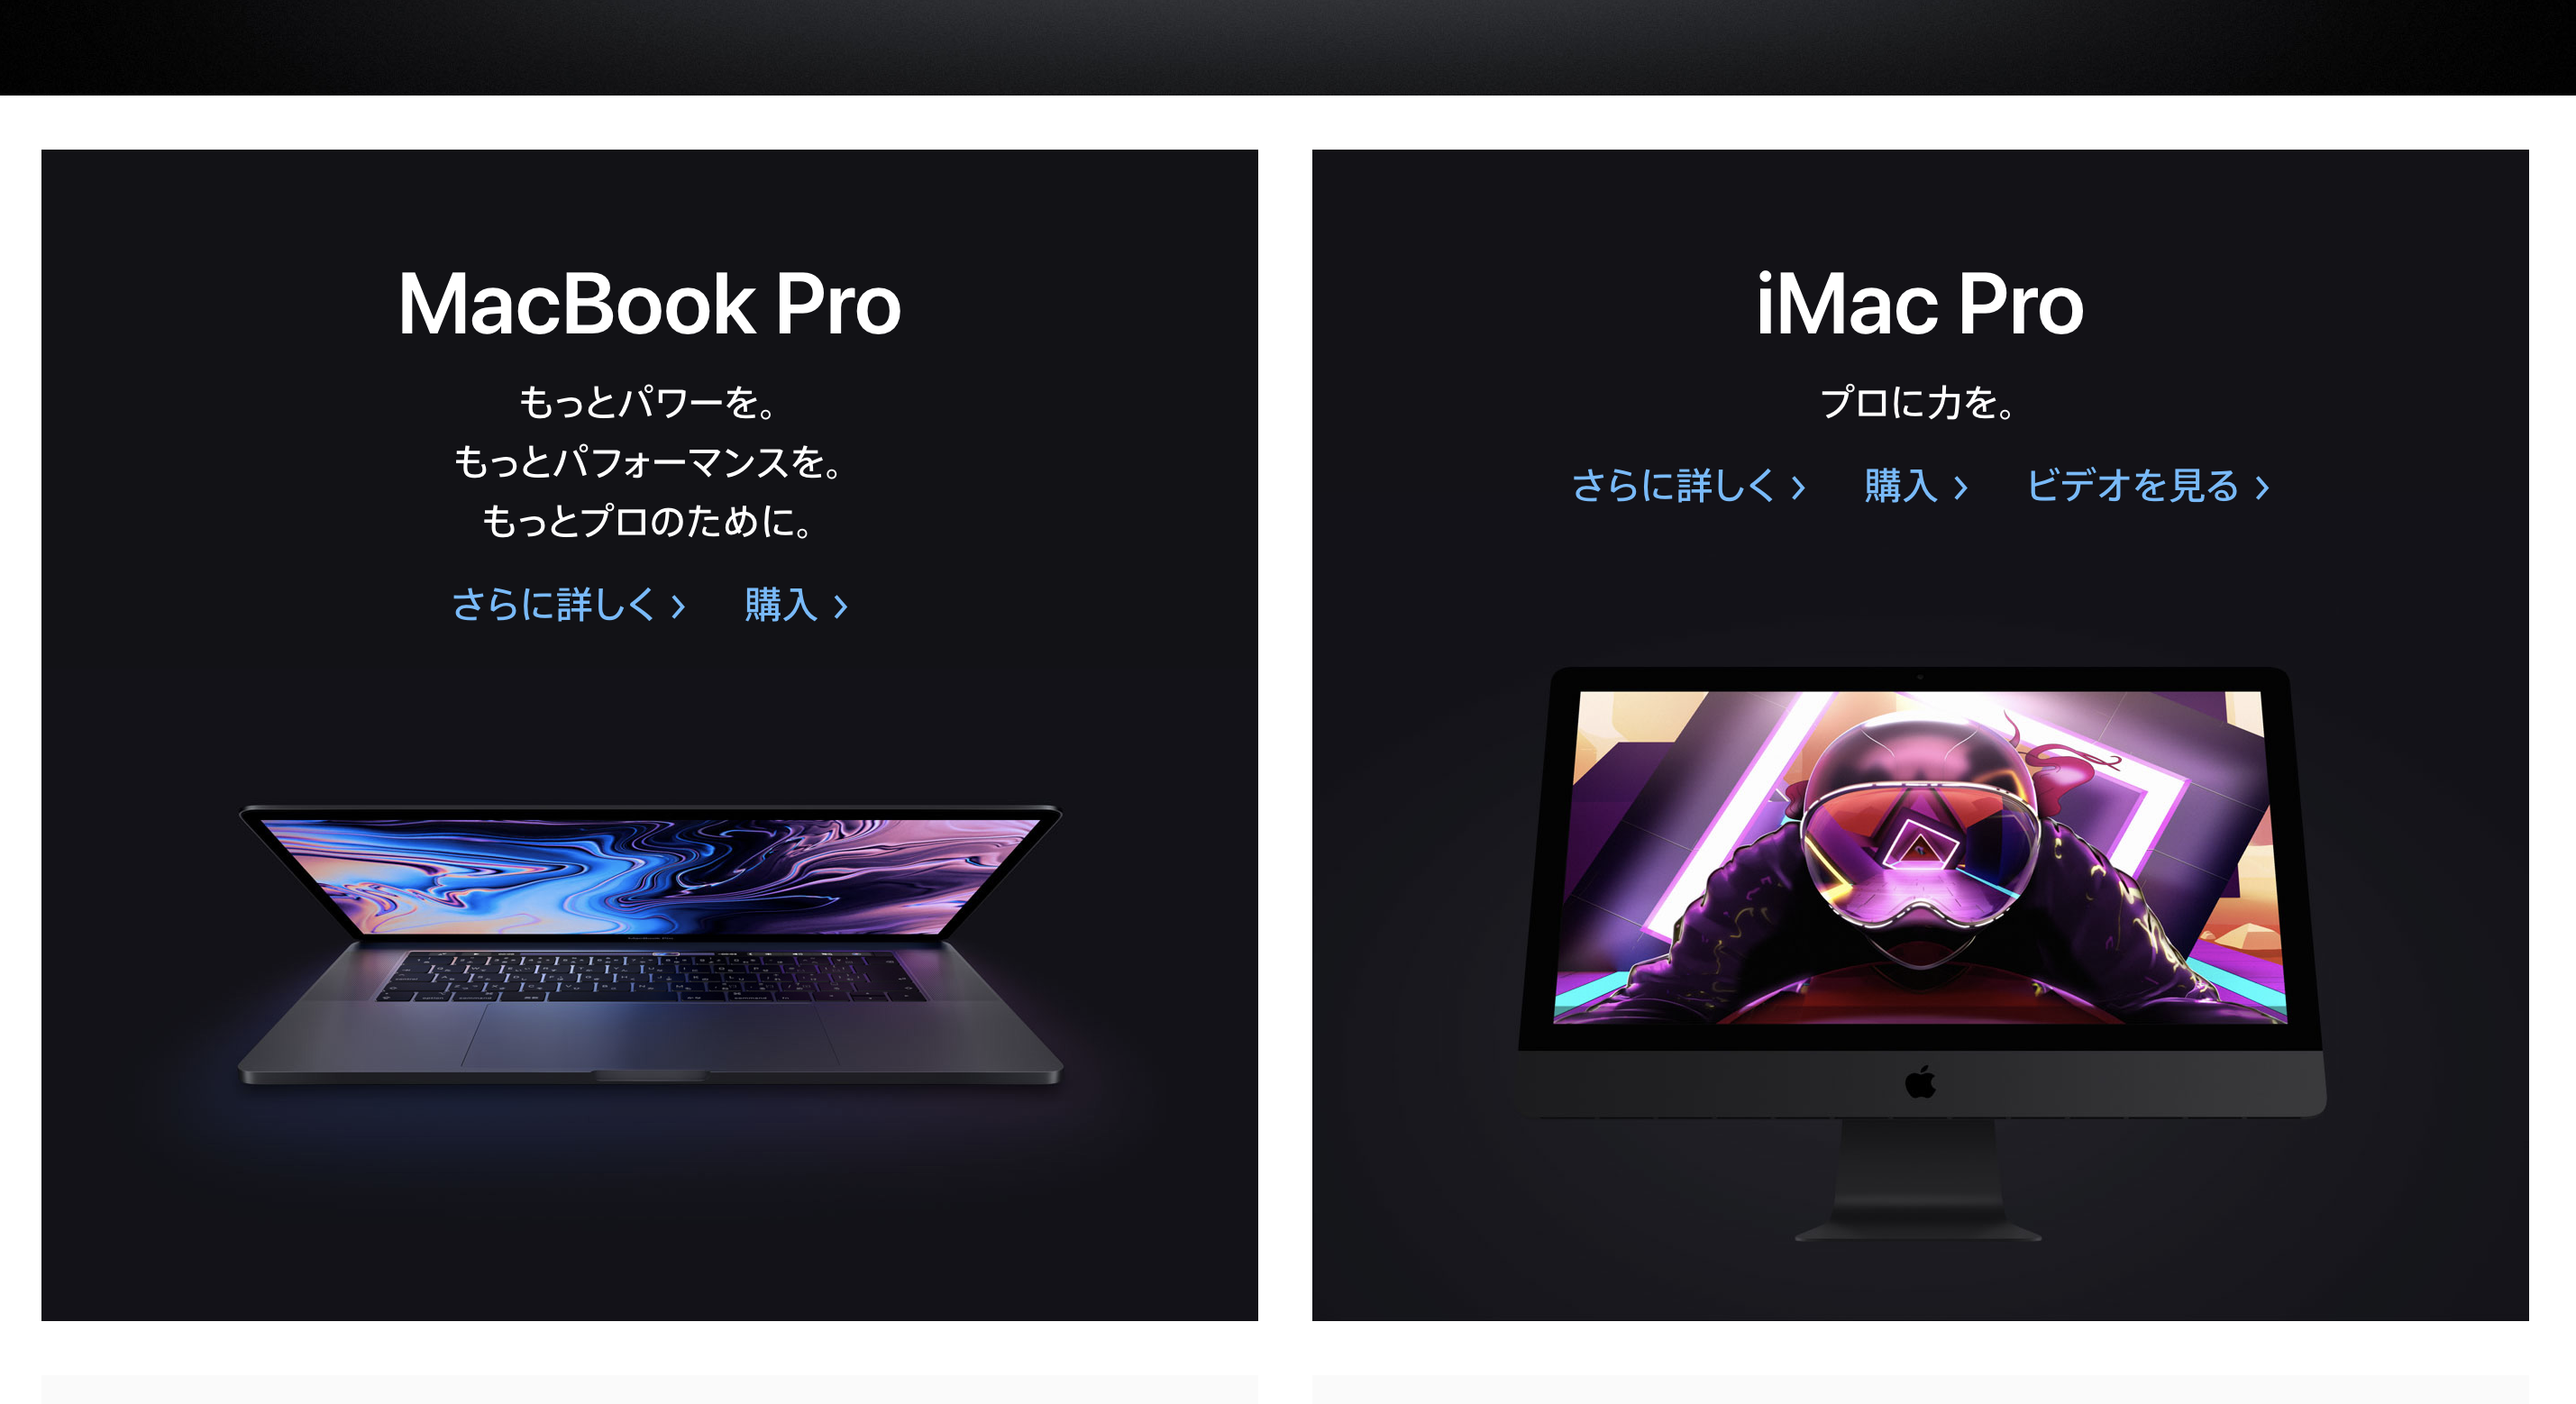 MacBook Pro
もっとパワーを。
もっとパフォーマンスを。
もっとプロのために。
さらに詳しく >
購入 >
iMac Pro
プロに力を。
さらに詳しく >
購入 >
ビデオを見る >